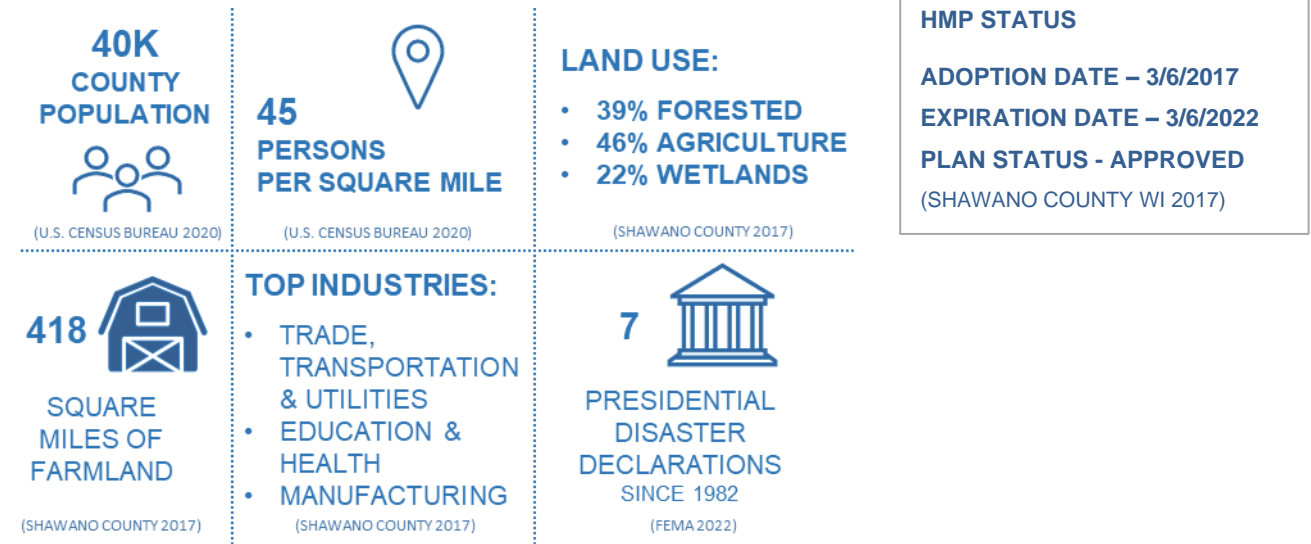 40K
COUNTY
POPULATION
(U.S. CENSUS BUREAU 2020)
45
PERSONS
PER SQUARE MILE
(U.S. CENSUS BUREAU 2020)
LAND USE:
• 39% FORESTED
• 46% AGRICULTURE
• 22% WETLANDS
(SHAWANO COUNTY 2017)
HMP STATUS
ADOPTION DATE – 3/6/2017
EXPIRATION DATE – 3/6/2022
PLAN STATUS - APPROVED
(SHAWANO COUNTY WI 2017)
418
SQUARE
MILES OF
FARMLAND
(SHAWANO COUNTY 2017)
TOP INDUSTRIES:
• TRADE,
TRANSPORTATION
& UTILITIES
• EDUCATION &
HEALTH
• MANUFACTURING
(SHAWANO COUNTY 2017)
7
PRESIDENTIAL
DISASTER
DECLARATIONS
SINCE 1982
(FEMA 2022)